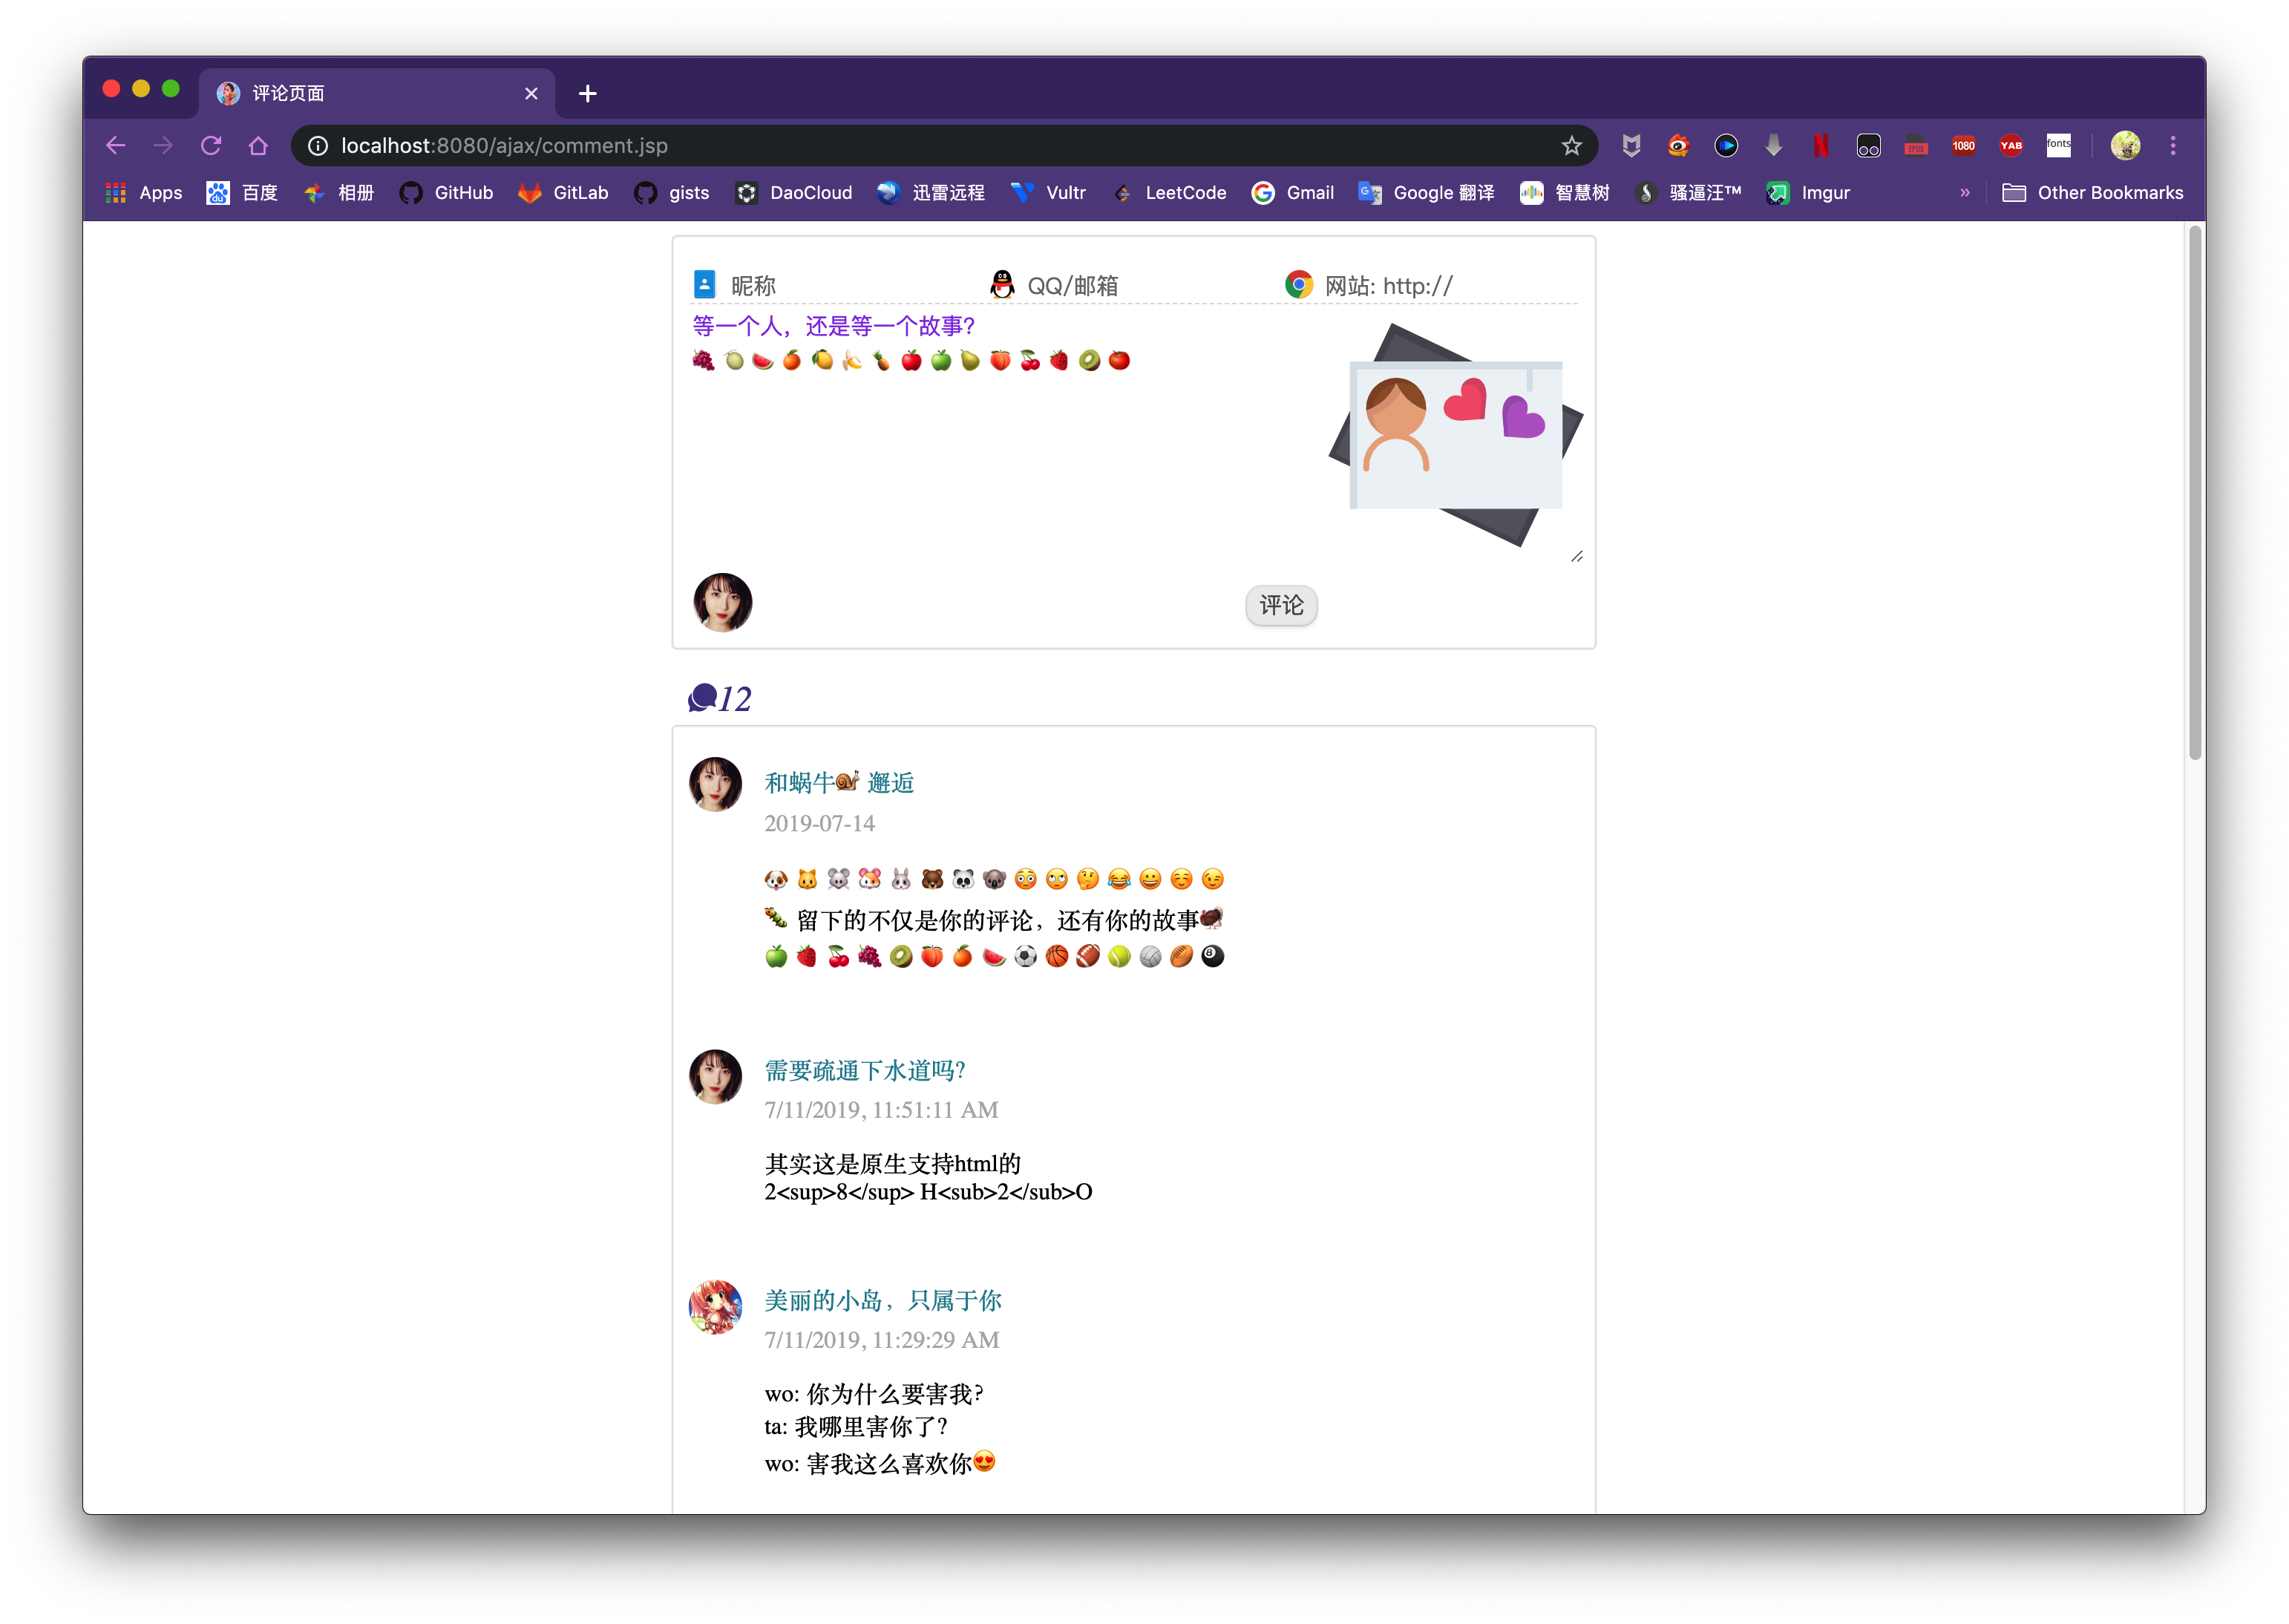 评论页面
localhost:8080/ajax/comment.jsp
EPUB 1080 YAB fonts
Apps du 百度 相册 GitHub GitLab gists DaoCloud 迅雷远程 Vultr LeetCode Gmail Google 翻译 智慧树 骚逼汪™ Imgur » Other Bookmarks
昵称 QQ/邮箱 网站: http://
等一个人，还是等一个故事？
🍇 🍈 🍉 🍊 🍋 🍌 🍍 🍎 🍏 🍐 🍑 🍒 🍓 🥝 🍅
评论
12
和蜗牛🐌 邂逅
2019-07-14
🐶 🐱 🐭 🐹 🐰 🐻 🐼 🐨 😳 🙄 🤔 😂 😀 ☺️ 😉
🐛 留下的不仅是你的评论，还有你的故事🦃
🍏 🍓 🍒 🍇 🥝 🍑 🍊 🍉 ⚽ 🏀 🏈 🎾 🏐 🏉 🎱
需要疏通下水道吗？
7/11/2019, 11:51:11 AM
其实这是原生支持html的
2<sup>8</sup> H<sub>2</sub>O
美丽的小岛，只属于你
7/11/2019, 11:29:29 AM
wo: 你为什么要害我？
ta: 我哪里害你了？
wo: 害我这么喜欢你😍